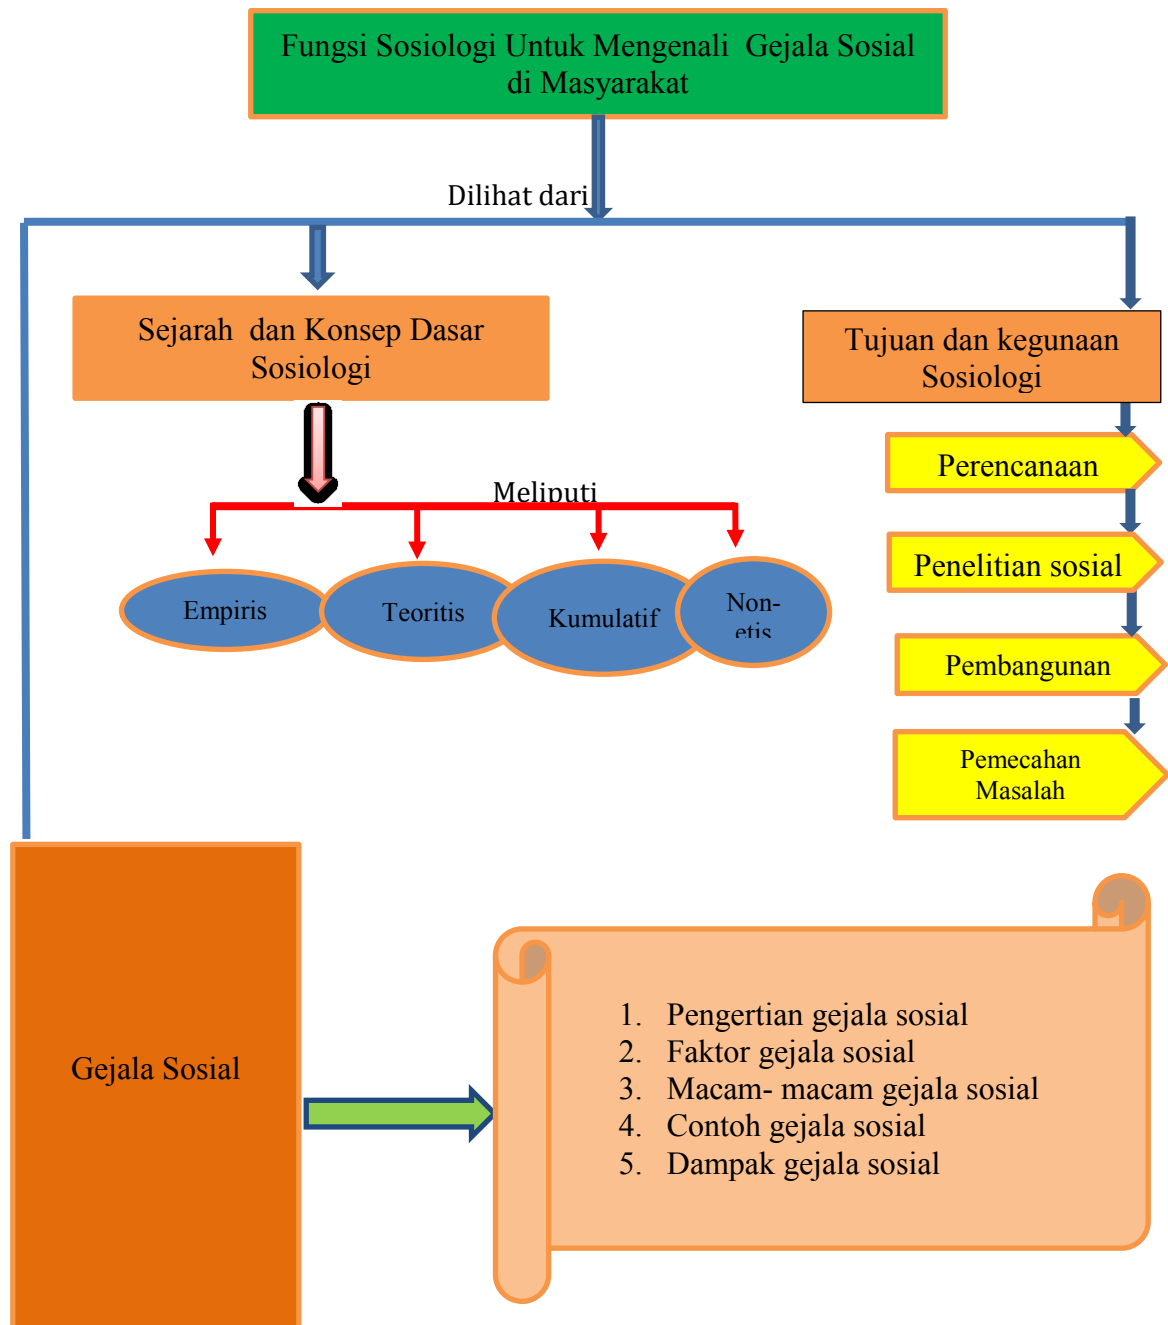 Fungsi Sosiologi Untuk Mengenali Gejala Sosial
di Masyarakat
Dilihat dari
Sejarah dan Konsep Dasar
Sosiologi
Tujuan dan kegunaan
Sosiologi
Meliputi
Empiris
Teoritis
Kumulatif
Non-
etis
Perencanaan
Penelitian sosial
Pembangunan
Pemecahan
Masalah
Gejala Sosial
1. Pengertian gejala sosial
2. Faktor gejala sosial
3. Macam- macam gejala sosial
4. Contoh gejala sosial
5. Dampak gejala sosial